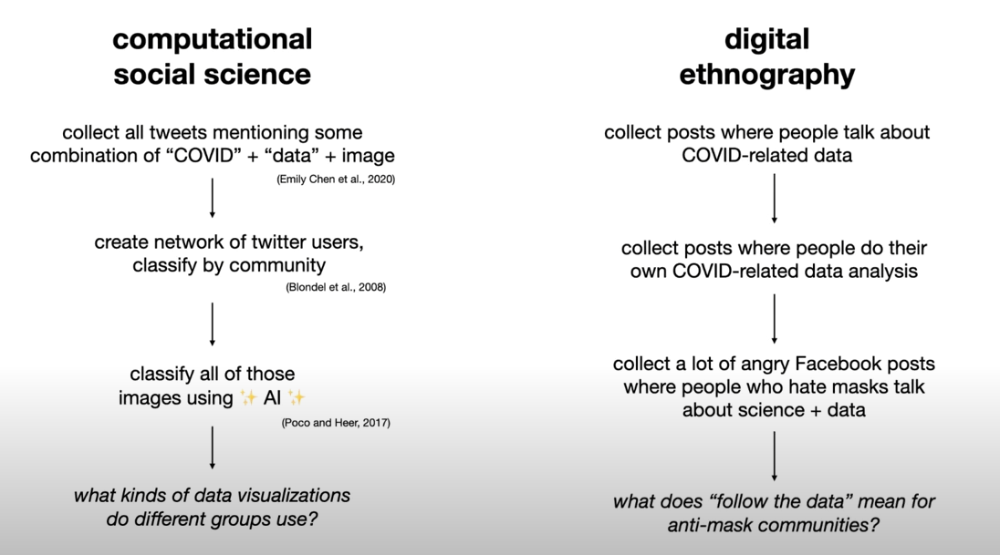 computational
social science
collect all tweets mentioning some
combination of “COVID” + “data” + image
(Emily Chen et al., 2020)
create network of twitter users,
classify by community
(Blondel et al., 2008)
classify all of those
images using ✨ AI ✨
(Poco and Heer, 2017)
what kinds of data visualizations
do different groups use?
digital
ethnography
collect posts where people talk about
COVID-related data
collect posts where people do their
own COVID-related data analysis
collect a lot of angry Facebook posts
where people who hate masks talk
about science + data
what does “follow the data” mean for
anti-mask communities?